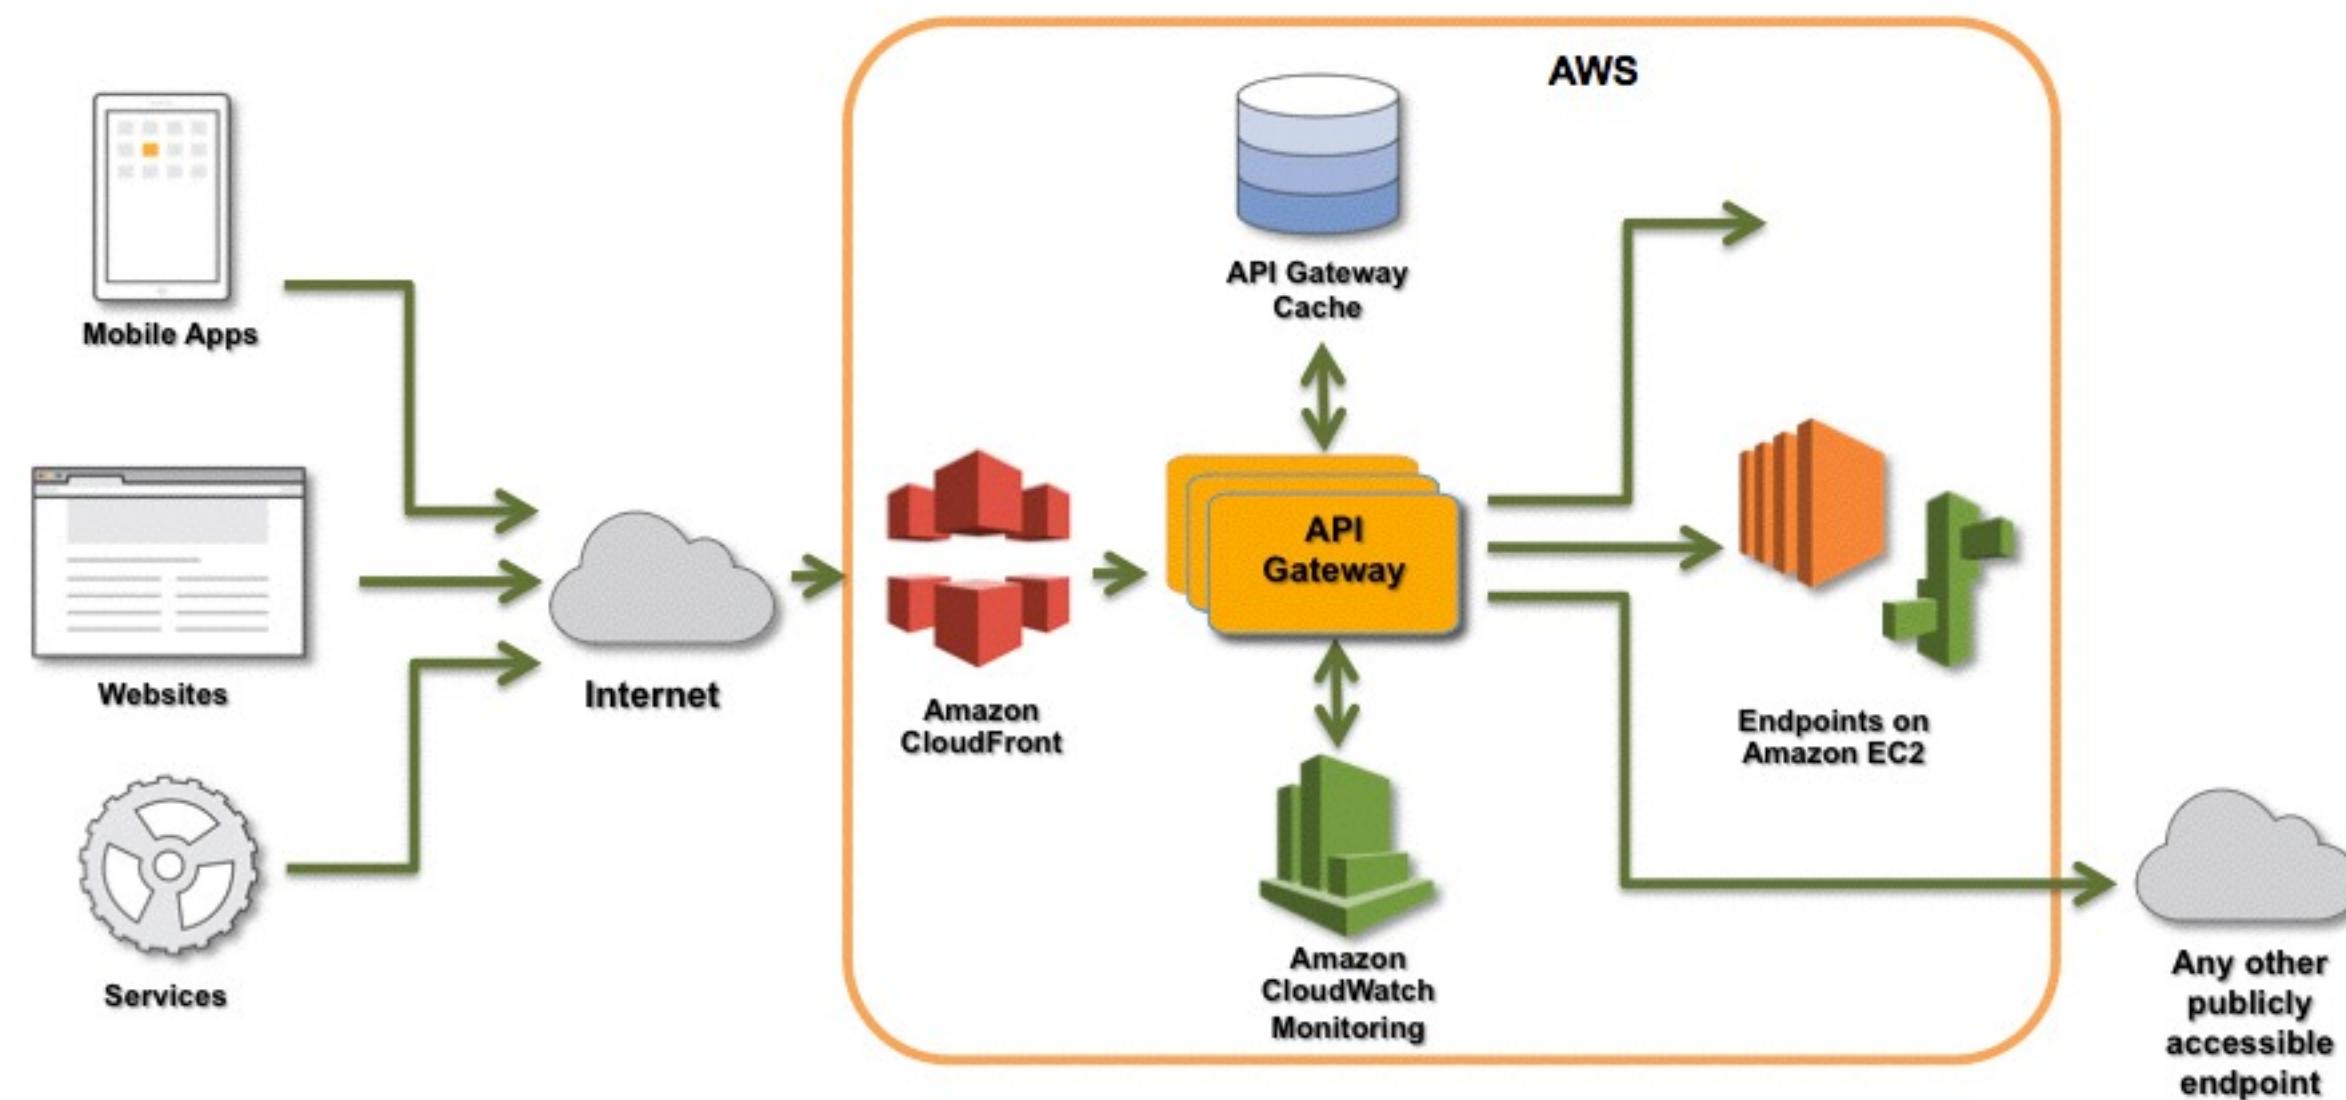 AWS
Mobile Apps
API Gateway
Cache
Websites
Internet
Amazon
CloudFront
API
Gateway
Endpoints on
Amazon EC2
Services
Amazon
CloudWatch
Monitoring
Any other
publicly
accessible
endpoint